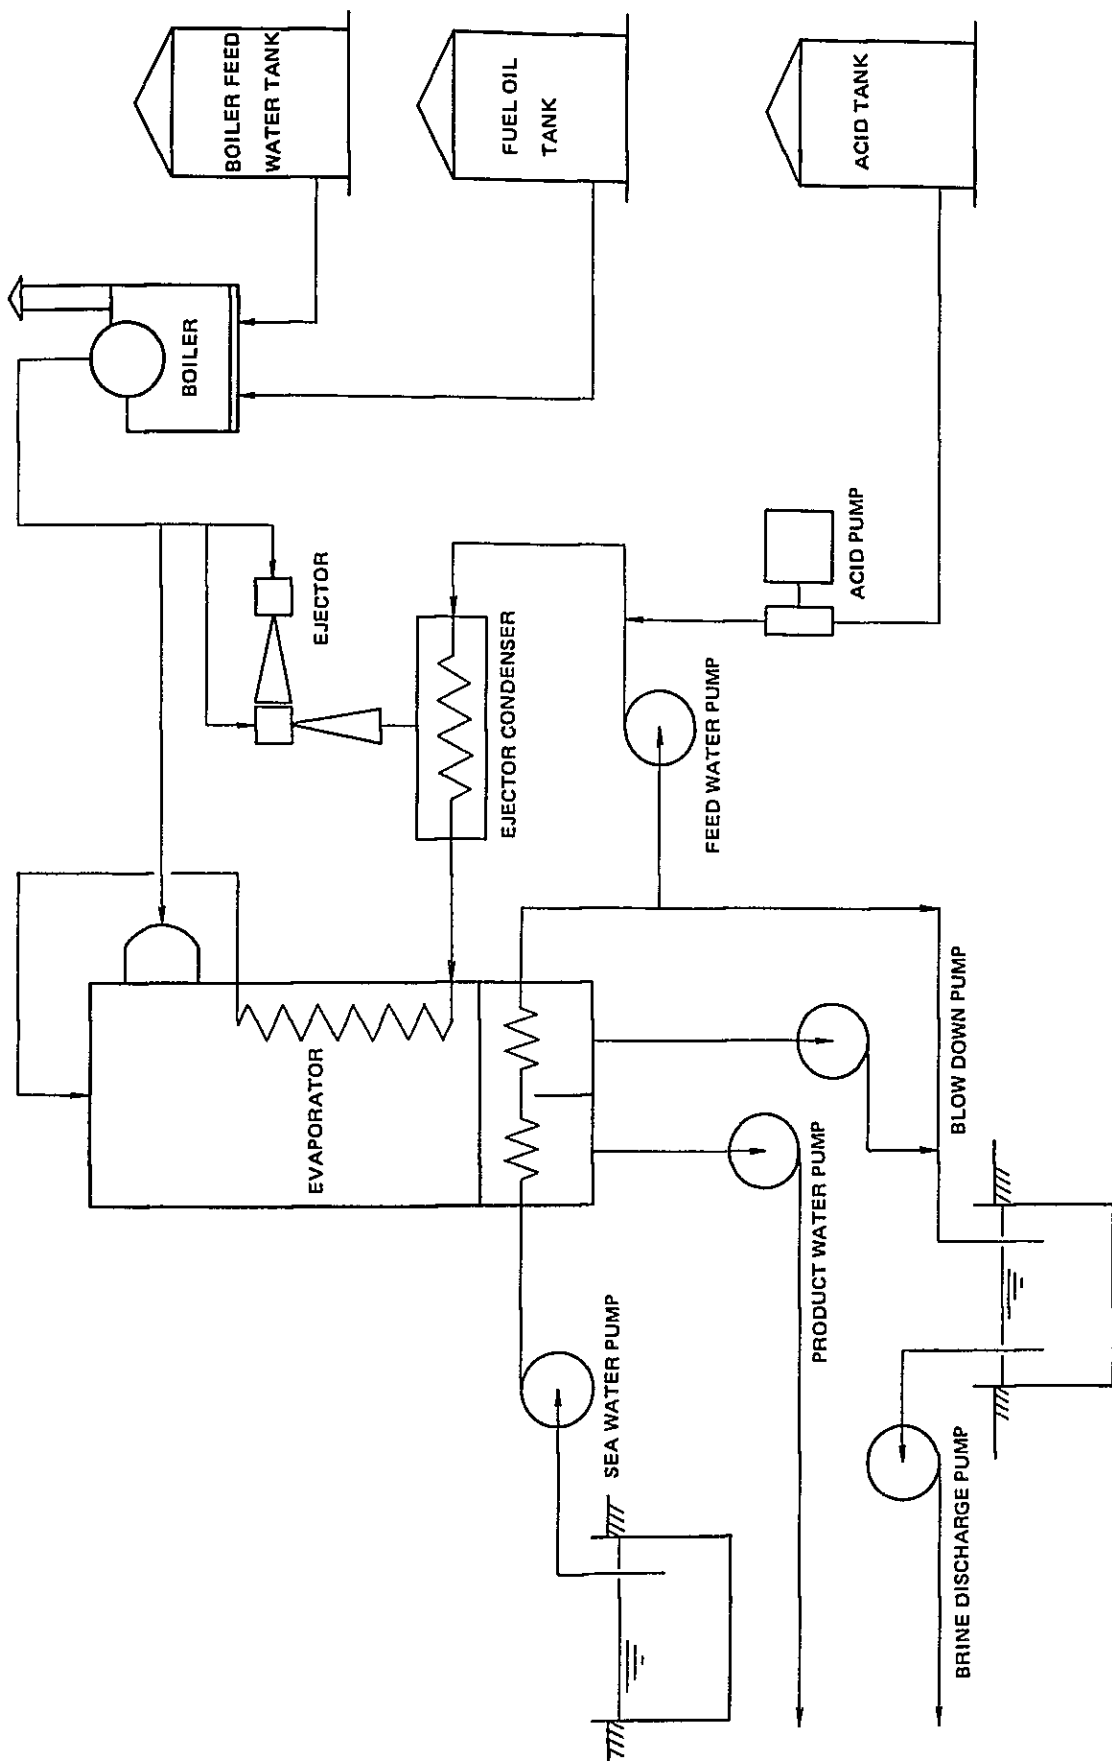 BOILER FEED
WATER TANK
FUEL OIL
TANK
ACID TANK
BOILER
EJECTOR
ACID PUMP
EJECTOR CONDENSER
FEED WATER PUMP
EVAPORATOR
BLOW DOWN PUMP
PRODUCT WATER PUMP
SEA WATER PUMP
BRINE DISCHARGE PUMP